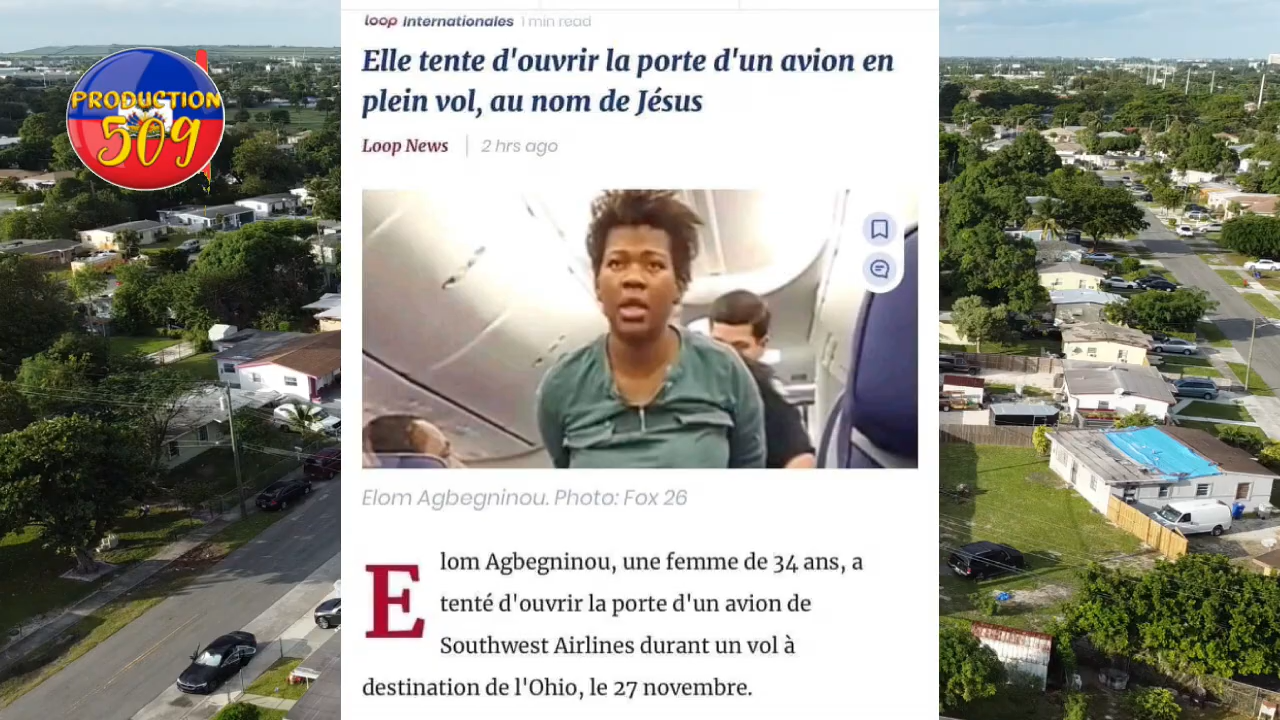 PRODUCTION
509
loop Internationales 1 min read
Elle tente d'ouvrir la porte d'un avion en
plein vol, au nom de Jésus
Loop News 2 hrs ago
Elom Agbegninou. Photo: Fox 26
Elom Agbegninou, une femme de 34 ans, a
tenté d'ouvrir la porte d'un avion de
Southwest Airlines durant un vol à
destination de l'Ohio, le 27 novembre.